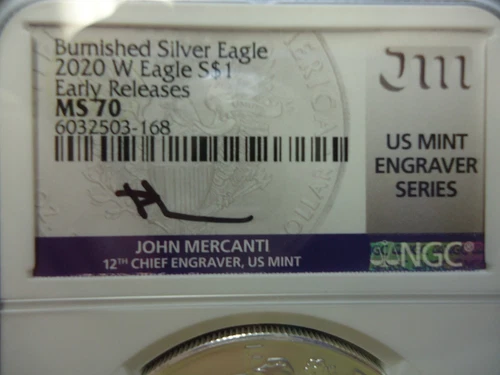 Burnished Silver Eagle
2020 W Eagle S$1
Early Releases
MS 70
6032503-168
JM
US MINT
ENGRAVER
SERIES
JOHN MERCANTI
12TH CHIEF ENGRAVER, US MINT
NGC®